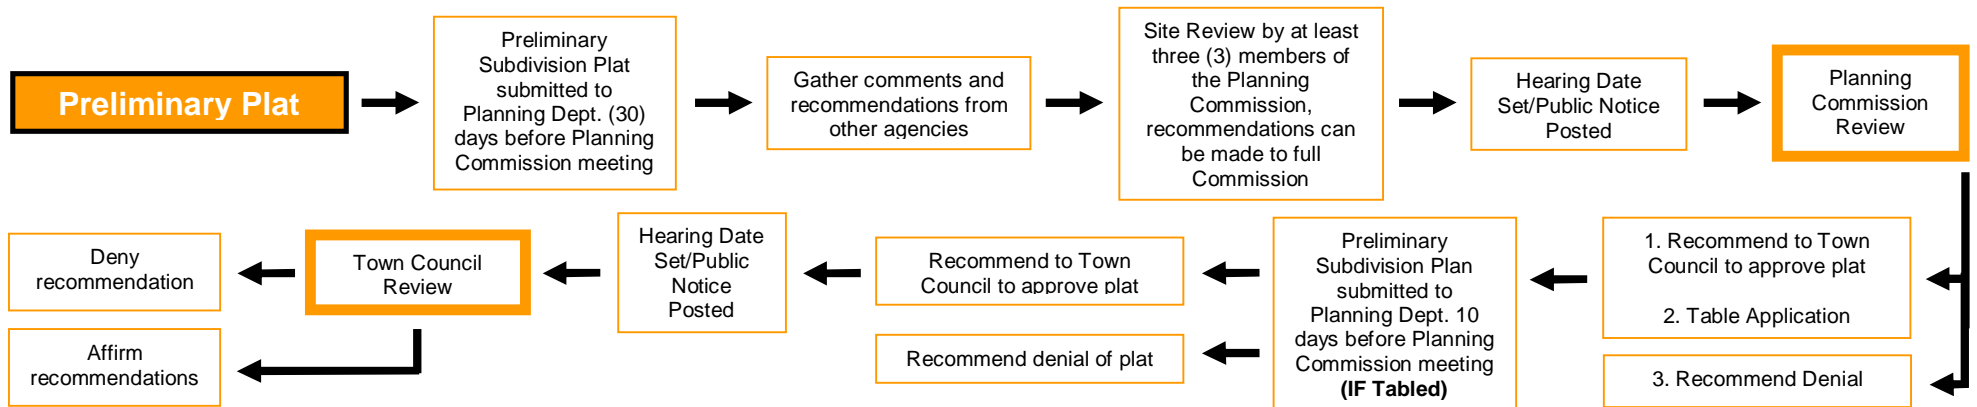 Preliminary Plat
Preliminary
Subdivision Plat
submitted to
Planning Dept. (30)
days before Planning
Commission meeting
Gather comments and
recommendations from
other agencies
Site Review by at least
three (3) members of
the Planning
Commission,
recommendations can
be made to full
Commission
Hearing Date
Set/Public Notice
Posted
Planning
Commission
Review
1. Recommend to Town
Council to approve plat
2. Table Application
3. Recommend Denial
Preliminary
Subdivision Plan
submitted to
Planning Dept. 10
days before Planning
Commission meeting
(IF Tabled)
Recommend to Town
Council to approve plat
Recommend denial of plat
Hearing Date
Set/Public
Notice
Posted
Town Council
Review
Deny
recommendation
Affirm
recommendations